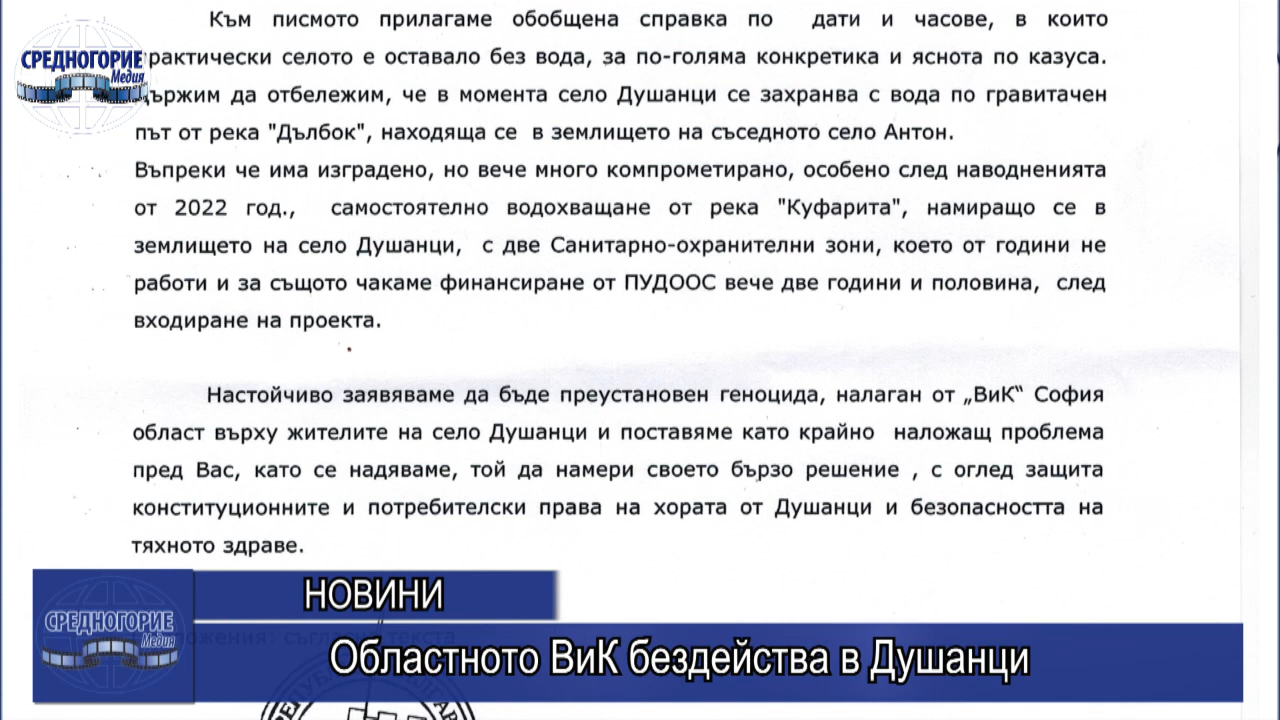 Към писмото прилагаме обобщена справка по дати и часове, в които
практически селото е оставало без вода, за по-голяма конкретика и яснота по казуса.
държим да отбележим, че в момента село Душанци се захранва с вода по гравитачен
път от река "Дълбок", находяща се в землището на съседното село Антон.
Въпреки че има изградено, но вече много компрометирано, особено след наводненията
от 2022 год., самостоятелно водохващане от река "Куфарита", намиращо се в
землището на село Душанци, с две Санитарно-охранителни зони, което от години не
работи и за същото чакаме финансиране от ПУДООС вече две години и половина, след
входиране на проекта.
Настойчиво заявяваме да бъде преустановен геноцида, налаган от „ВиК“ София
област върху жителите на село Душанци и поставяме като крайно наложащ проблема
пред Вас, като се надяваме, той да намери своето бързо решение , с оглед защита
конституционните и потребителски права на хората от Душанци и безопасността на
тяхното здраве.
СРЕДНОГОРИЕ
Медия
НОВИНИ
СРЕДНОГОРИЕ
Медия
текста
Областното ВиК бездейства в Душанци